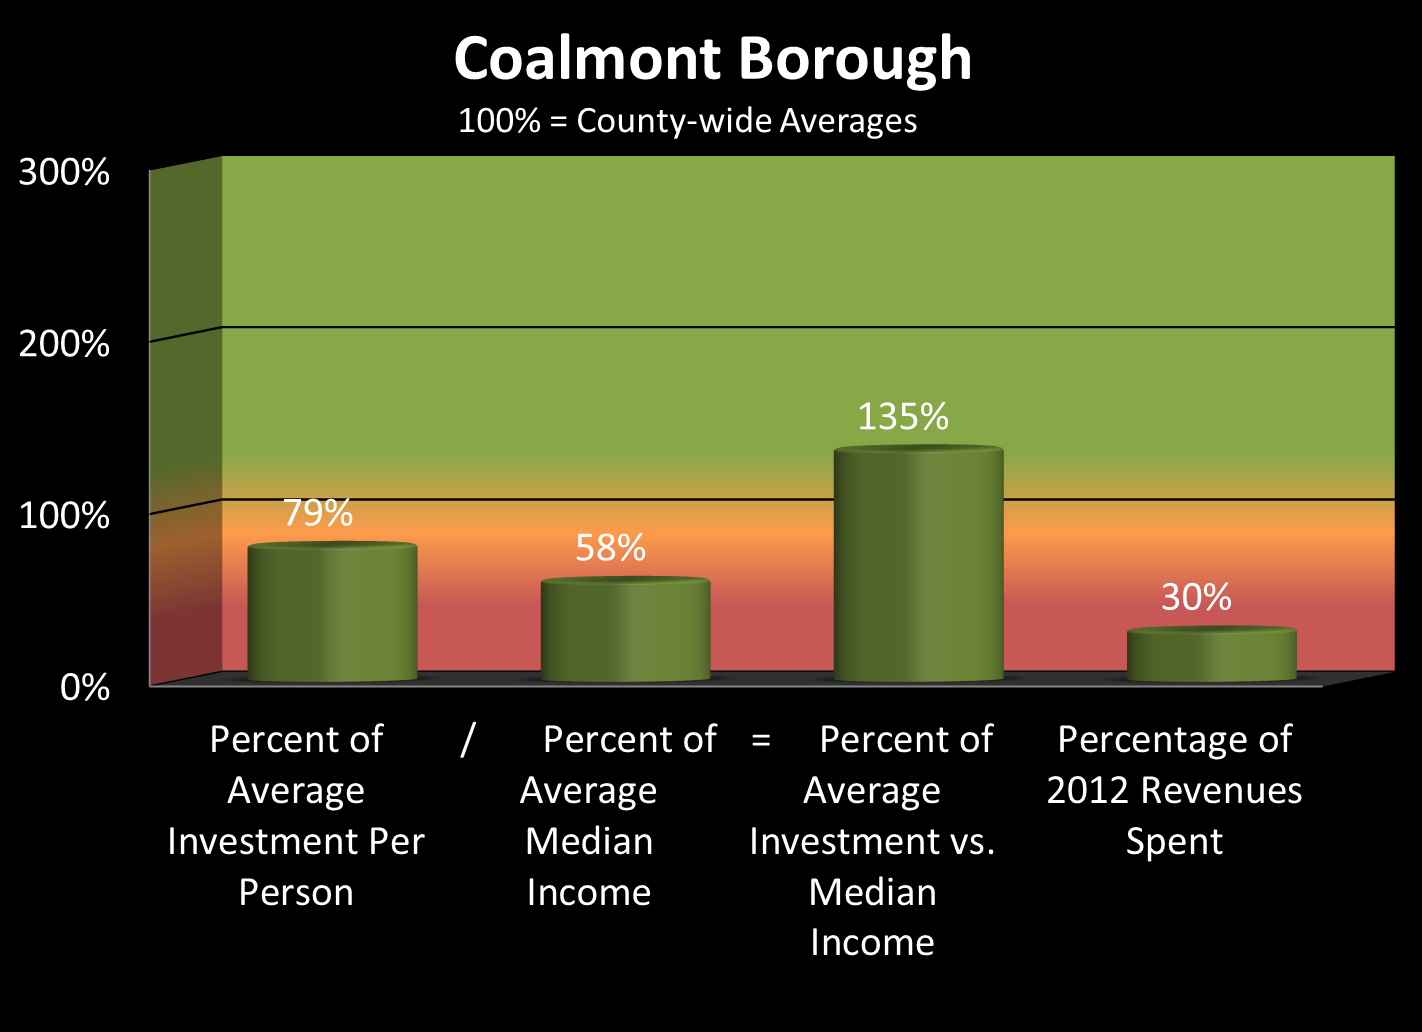 Coalmont Borough
100% = County-wide Averages
300%
200%
100%
0%
79%
58%
135%
30%
Percent of / Percent of = Percent of Percentage of
Average Average Average 2012 Revenues
Investment Per Median Investment vs. Spent
Person Income Median
Income